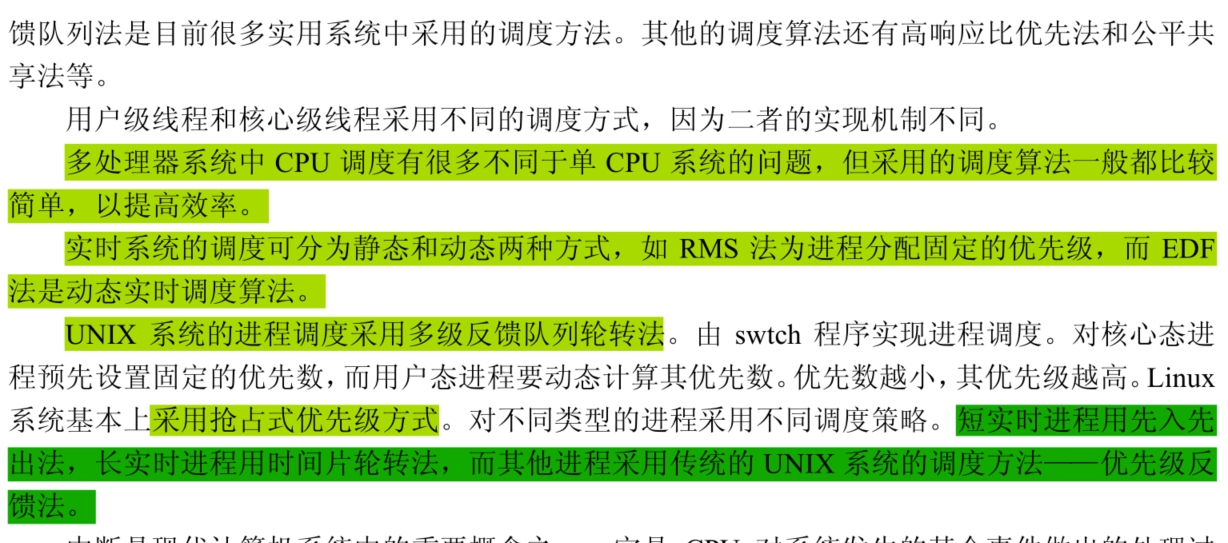 馈队列法是目前很多实用系统中采用的调度方法。其他的调度算法还有高响应比优先法和公平共
享法等。
用户级线程和核心级线程采用不同的调度方式，因为二者的实现机制不同。
多处理器系统中 CPU 调度有很多不同于单 CPU 系统的问题，但采用的调度算法一般都比较
简单，以提高效率。
实时系统的调度可分为静态和动态两种方式，如 RMS 法为进程分配固定的优先级，而 EDF
法是动态实时调度算法。
UNIX 系统的进程调度采用多级反馈队列轮转法。由 swtch 程序实现进程调度。对核心态进
程预先设置固定的优先数，而用户态进程要动态计算其优先数。优先数越小，其优先级越高。Linux
系统基本上采用抢占式优先级方式。对不同类型的进程采用不同调度策略。短实时进程用先入先
出法，长实时进程用时间片轮转法，而其他进程采用传统的 UNIX 系统的调度方法——优先级反
馈法。